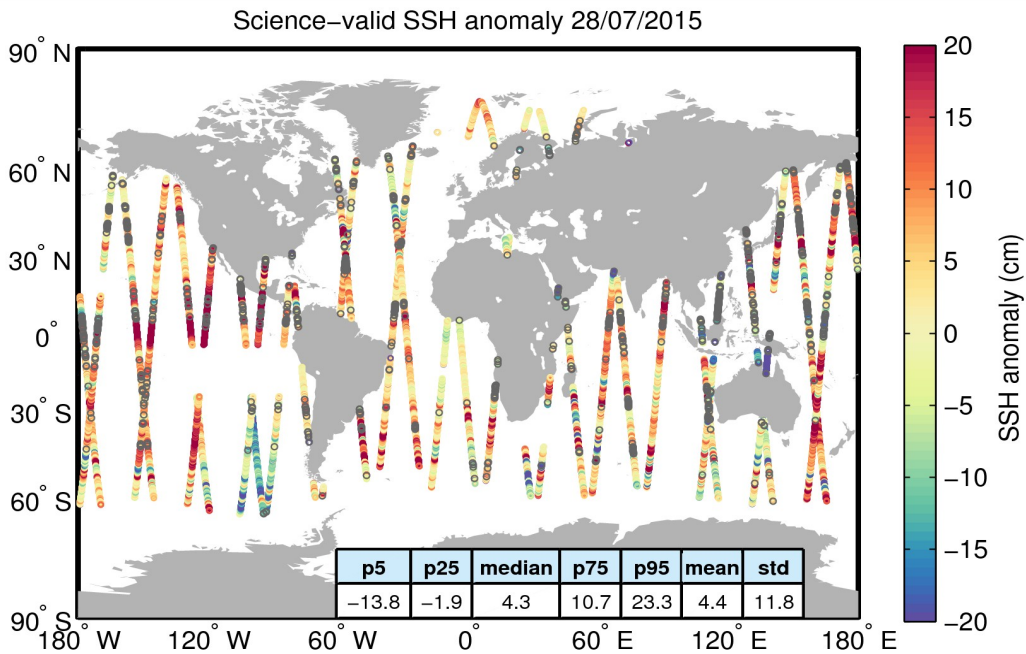 Science−valid SSH anomaly 28/07/2015
90° N
60° N
30° N
0°
30° S
60° S
90° S
180° W 120° W 60° W 0° 60° E 120° E 180° E
p5 p25 median p75 p95 mean std
−13.8 −1.9 4.3 10.7 23.3 4.4 11.8
20
15
10
5
0
−5
−10
−15
−20
SSH anomaly (cm)